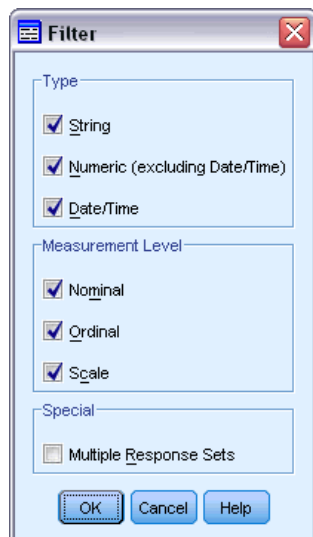 Filter
Type
String
Numeric (excluding Date/Time)
Date/Time
Measurement Level
Nominal
Ordinal
Scale
Special
Multiple Response Sets
OK Cancel Help